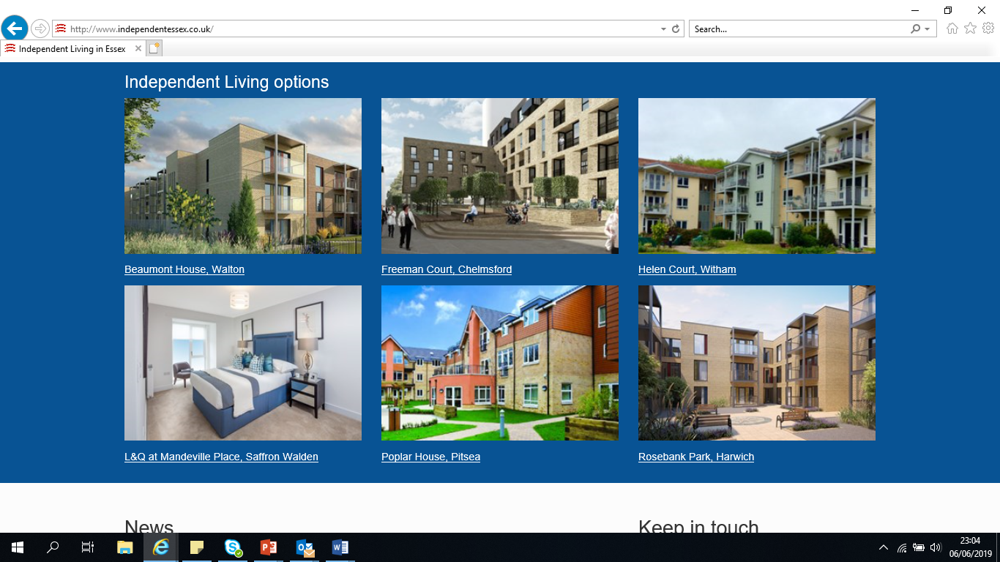 http://www.independentessex.co.uk/
Search...
Independent Living in Essex
Independent Living options
Beaumont House, Walton
Freeman Court, Chelmsford
Helen Court, Witham
L&Q at Mandeville Place, Saffron Walden
Poplar House, Pitsea
Rosebank Park, Harwich
News
Keep in touch
23:04
06/06/2019